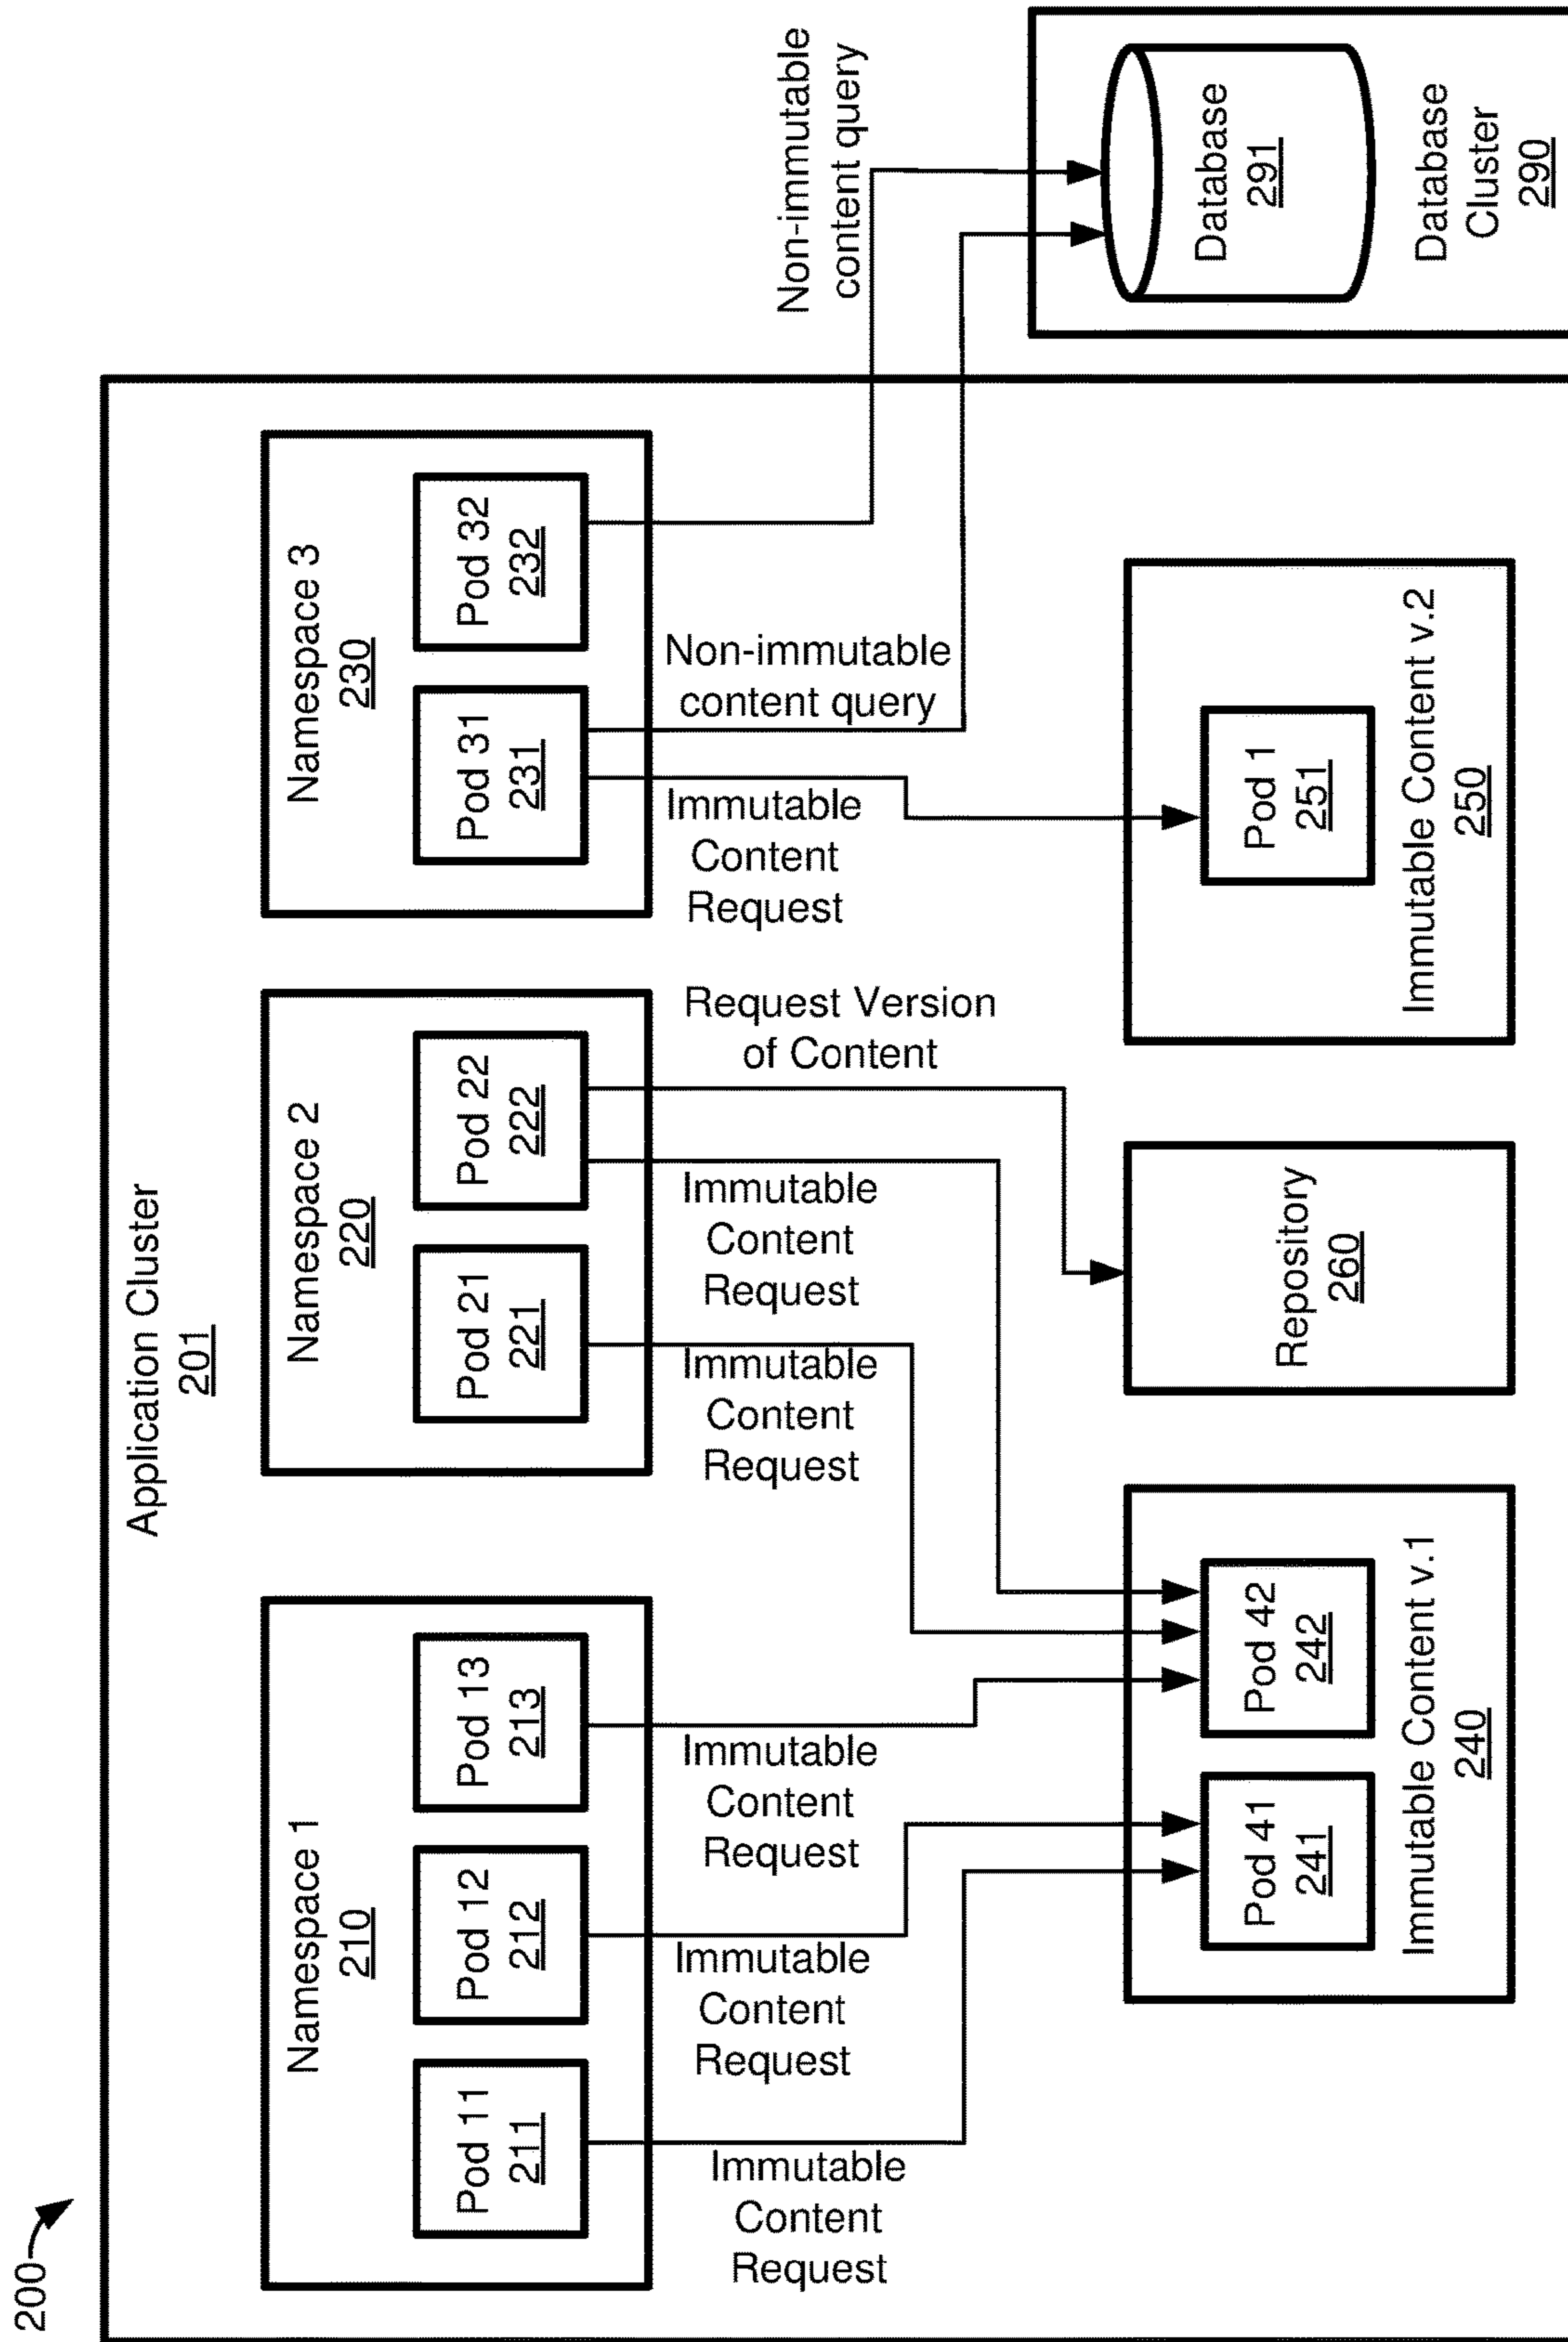 200
Application Cluster
201
Namespace 1
210
Pod 11
211
Pod 12
212
Pod 13
213
Namespace 2
220
Pod 21
221
Pod 22
222
Namespace 3
230
Pod 31
231
Pod 32
232
Immutable
Content
Request
Immutable
Content
Request
Immutable
Content
Request
Immutable
Content
Request
Immutable
Content
Request
Request Version
of Content
Immutable
Content
Request
Non-immutable
content query
Non-immutable
content query
Pod 41
241
Pod 42
242
Immutable Content v.1
240
Repository
260
Pod 1
251
Immutable Content v.2
250
Database
291
Database
Cluster
290